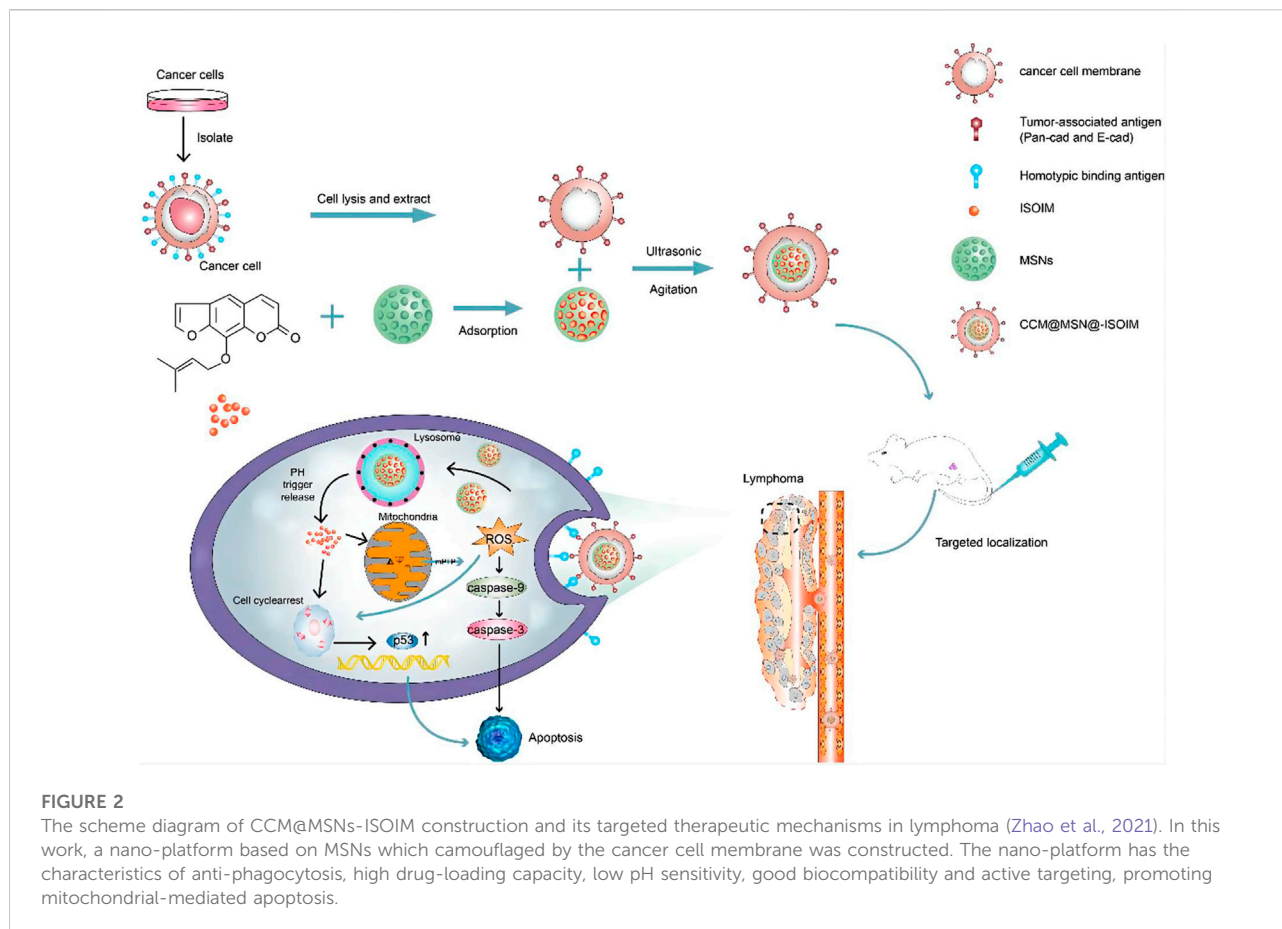 Cancer cells
Isolate
Cancer cell
Cell lysis and extract
Adsorption
Ultrasonic
Agitation
cancer cell membrane
Tumor-associated antigen
(Pan-cad and E-cad)
Homotypic binding antigen
ISOIM
MSNs
CCM@MSN@-ISOIM
O
O
O
O
Lysosome
PH
trigger
release
Mitochondria
ROS
mPTP
caspase-9
Cell cyclearrest
caspase-3
p53
Apoptosis
Lymphoma
Targeted localization
FIGURE 2
The scheme diagram of CCM@MSNs-ISOIM construction and its targeted therapeutic mechanisms in lymphoma (Zhao et al., 2021). In this
work, a nano-platform based on MSNs which camouflaged by the cancer cell membrane was constructed. The nano-platform has the
characteristics of anti-phagocytosis, high drug-loading capacity, low pH sensitivity, good biocompatibility and active targeting, promoting
mitochondrial-mediated apoptosis.